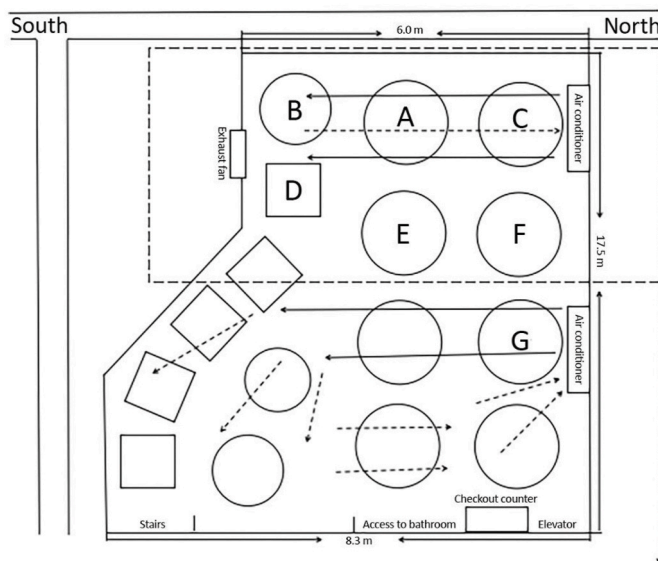 South
6.0 m
North
B
A
C
Air conditioner
Exhaust fan
D
E
F
17.5 m
G
Air conditioner
Checkout counter
Stairs
Access to bathroom
Elevator
8.3 m